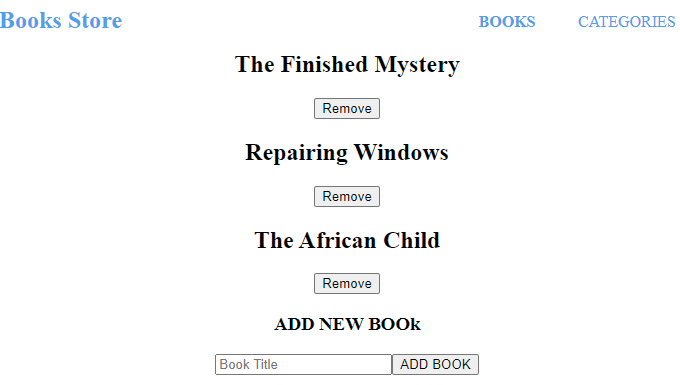 Books Store BOOKS CATEGORIES
The Finished Mystery
Remove
Repairing Windows
Remove
The African Child
Remove
ADD NEW BOOk
Book Title ADD BOOK